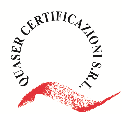 QUASER CERTIFICAZIONI S.R.L.